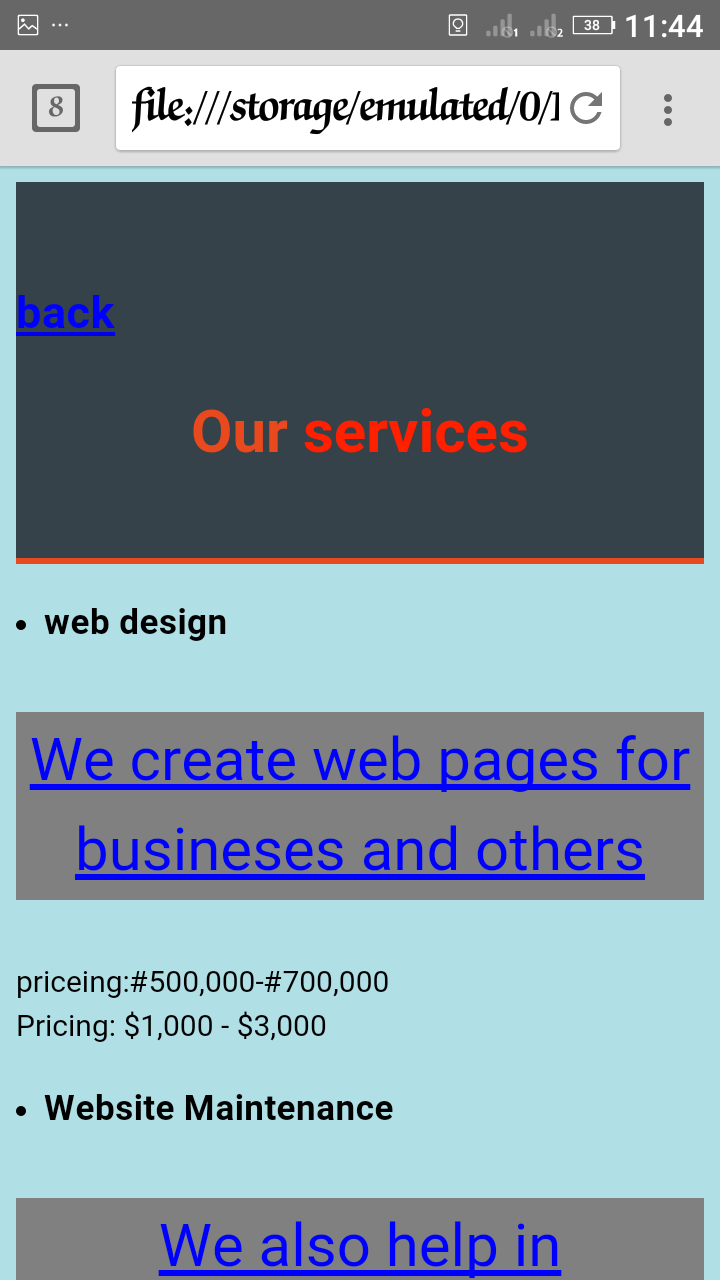 38 11:44
8 file:///storage/emulated/0/
back
Our services
web design
We create web pages for
busineses and others
priceing:#500,000-#700,000
Pricing: $1,000 - $3,000
Website Maintenance
We also help in